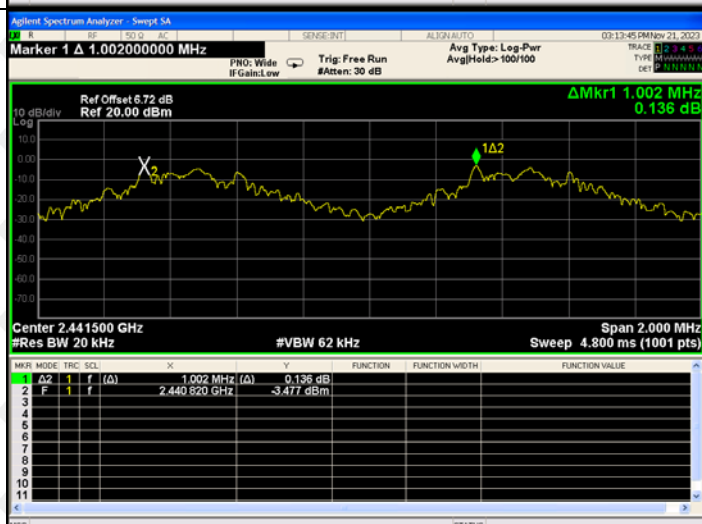 Agilent Spectrum Analyzer - Swept SA
R RF 50 Ω AC SENSE:INT ALIGN AUTO 03:13:45 PM Nov 21, 2023
Marker 1 Δ 1.002000000 MHz
PNO: Wide
IFGain:Low
Trig: Free Run
#Atten: 30 dB
Avg Type: Log-Pwr
Avg|Hold:> 100/100
TRACE 1 2 3 4 5 6
TYPE M
DET P N N N N N
Ref Offset 6.72 dB
10 dB/div Ref 20.00 dBm
Log
ΔMkr1 1.002 MHz
0.136 dB
10.0
0.00
-10.0
-20.0
-30.0
-40.0
-50.0
-60.0
-70.0
X2
1Δ2
Center 2.441500 GHz Span 2.000 MHz
#Res BW 20 kHz #VBW 62 kHz Sweep 4.800 ms (1001 pts)
MKR MODE TRC SCL X Y FUNCTION FUNCTION WIDTH FUNCTION VALUE
1 Δ2 1 f (Δ) 1.002 MHz (Δ) 0.136 dB
2 F 1 f 2.440 820 GHz -3.477 dBm
3
4
5
6
7
8
9
10
11